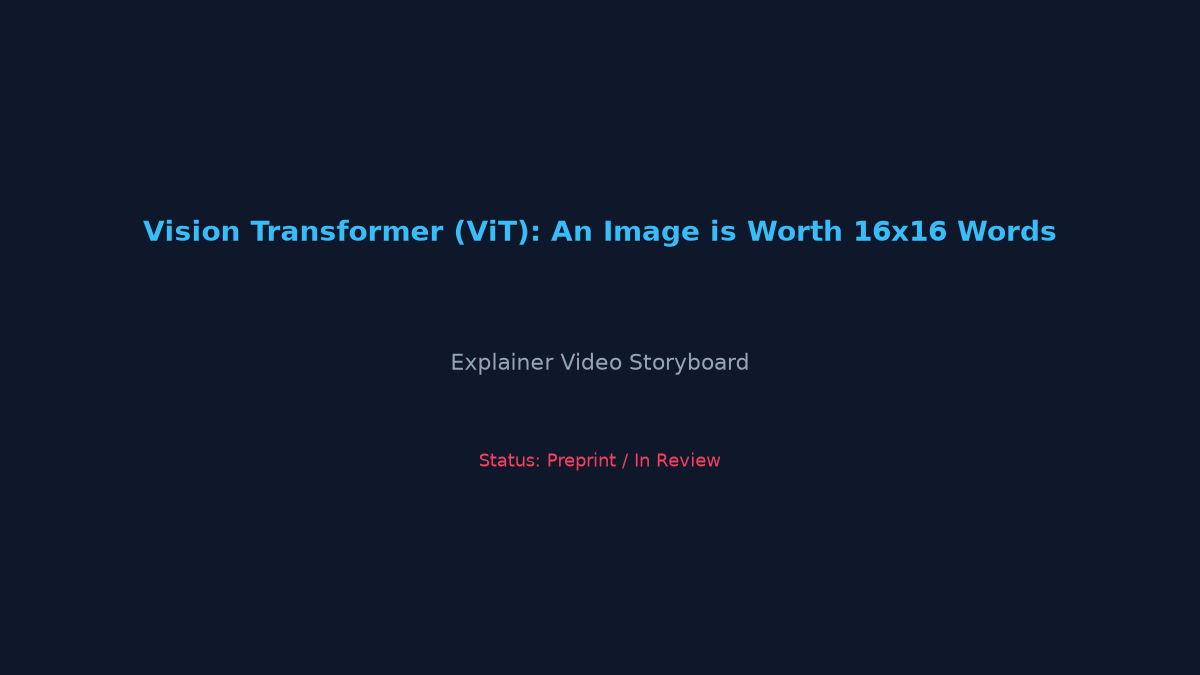 Vision Transformer (ViT): An Image is Worth 16x16 Words
Explainer Video Storyboard
Status: Preprint / In Review